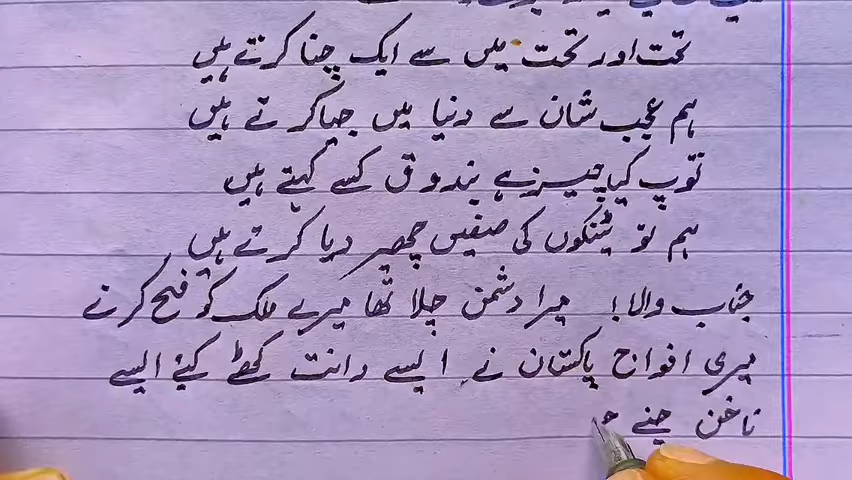 تخت اور تختہ میں سے ایک چنا کرتے ہیں
ہم عجب شان سے دنیا میں جیا کرتے ہیں
توپ کیا چیز ہے بندوق کسے کہتے ہیں
ہم تو ٹینکوں کی صفیں چھیر دیا کرتے ہیں
جناب والا! میرا دشمن چلا تھا میرے ملک کو فتح کرنے
میری افواج پاکستان نے ایسے دانت کھٹے کیئے ایسے
ناخن چنے